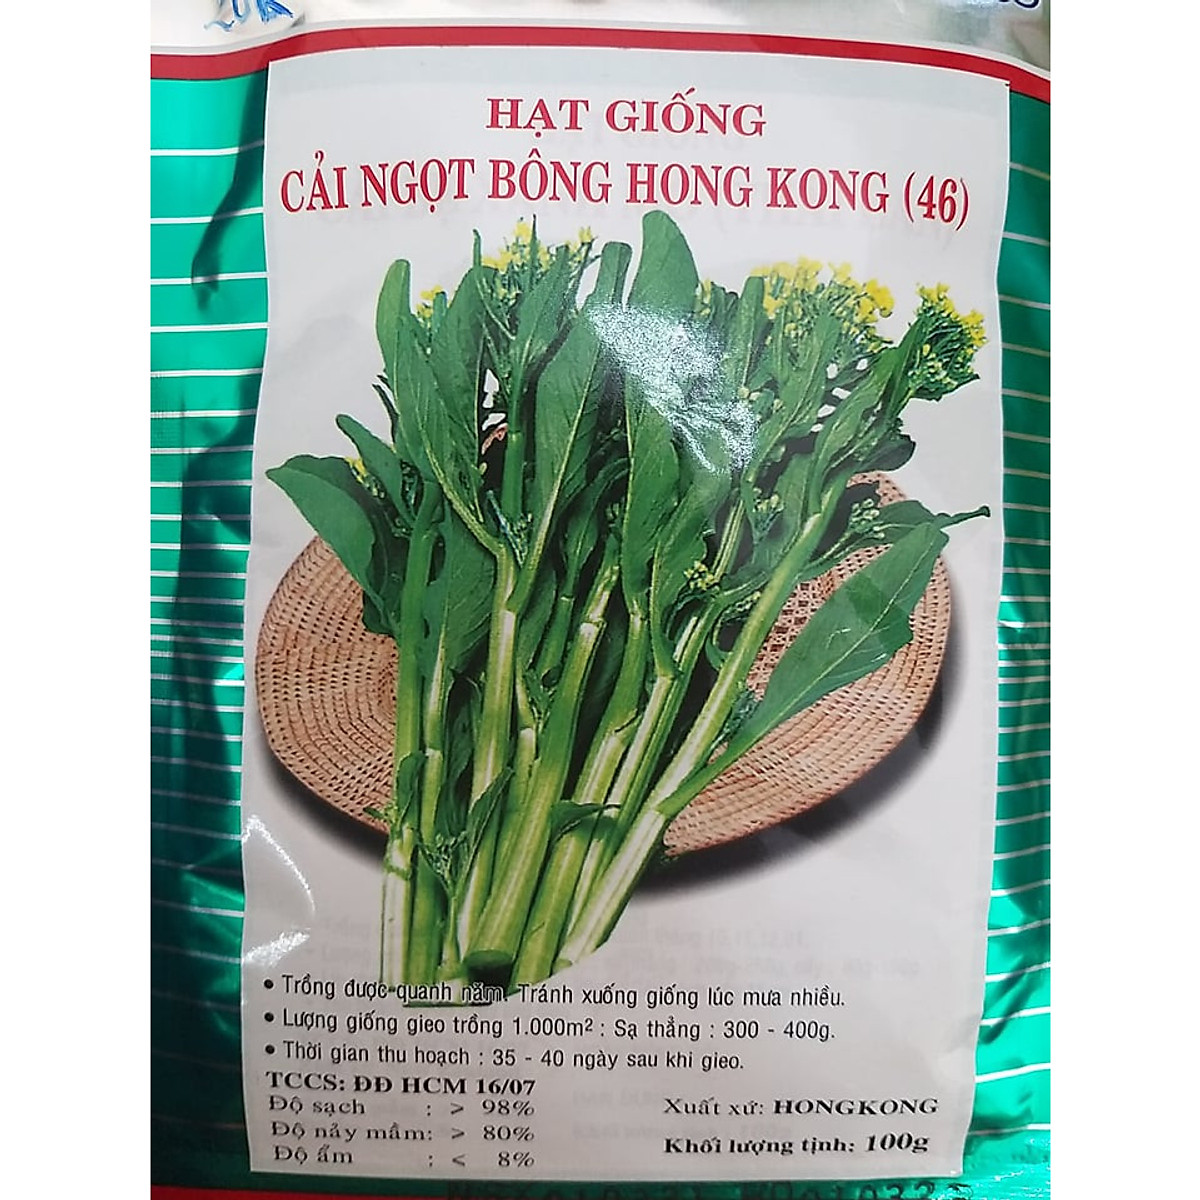 HẠT GIỐNG
CẢI NGỌT BÔNG HONG KONG (46)
• Trồng được quanh năm. Tránh xuống giống lúc mưa nhiều.
• Lượng giống gieo trồng 1.000m² : Sạ thẳng : 300 - 400g.
• Thời gian thu hoạch : 35 - 40 ngày sau khi gieo.
TCCS: ĐĐ HCM 16/07
Độ sạch : > 98%
Độ nảy mầm: > 80%
Độ ẩm : < 8%
Xuất xứ: HONGKONG
Khối lượng tịnh: 100g